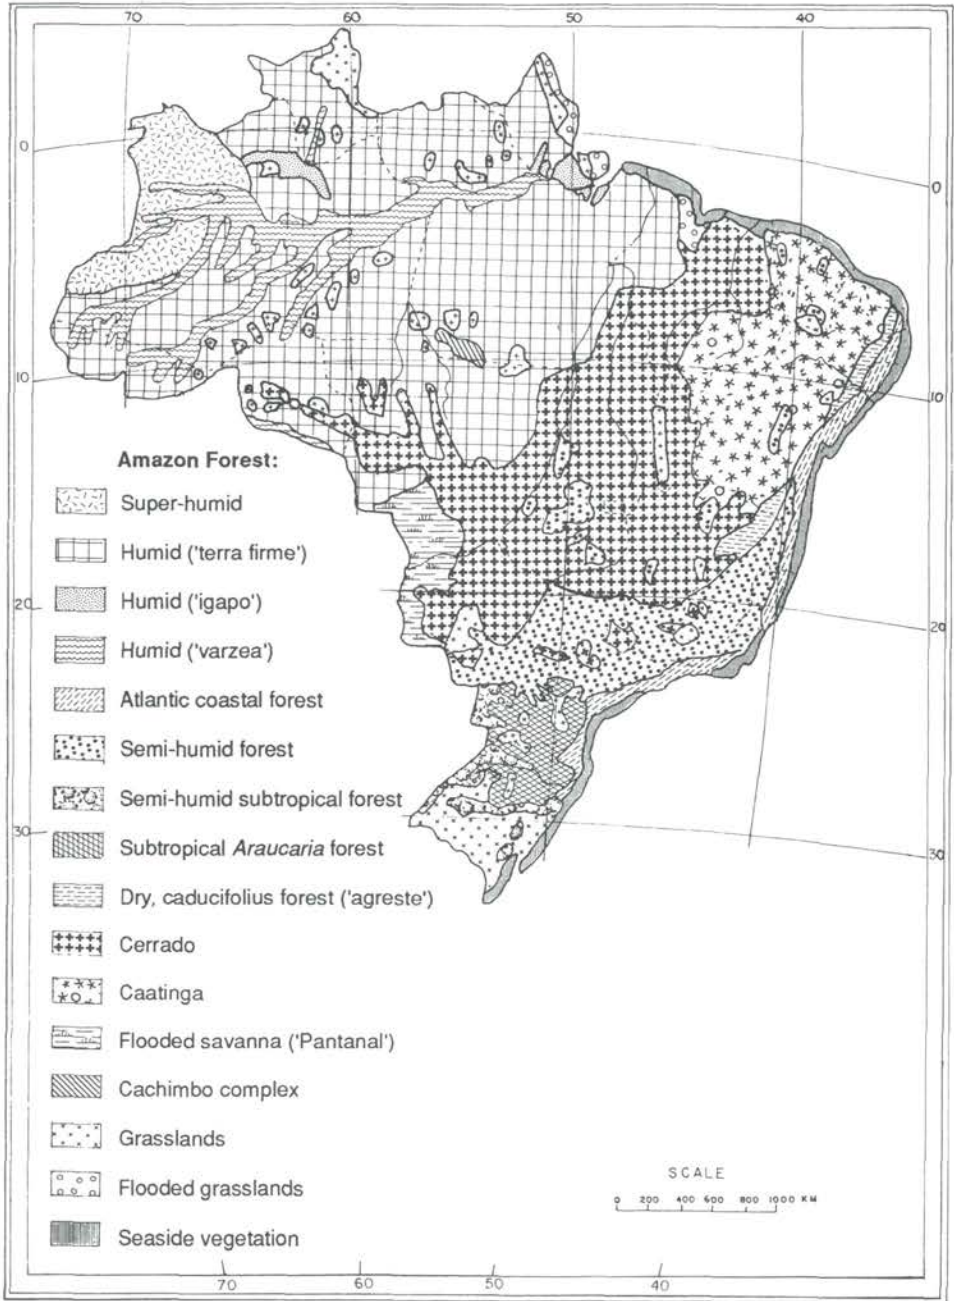 70 60 50 40
0
0
10
10
20
20
30
30
Amazon Forest:
Super-humid
Humid ('terra firme')
Humid ('igapo')
Humid ('varzea')
Atlantic coastal forest
Semi-humid forest
Semi-humid subtropical forest
Subtropical Araucaria forest
Dry, caducifolius forest ('agreste')
Cerrado
Caatinga
Flooded savanna ('Pantanal')
Cachimbo complex
Grasslands
Flooded grasslands
Seaside vegetation
SCALE
0 200 400 600 800 1000 KM
70 60 50 40